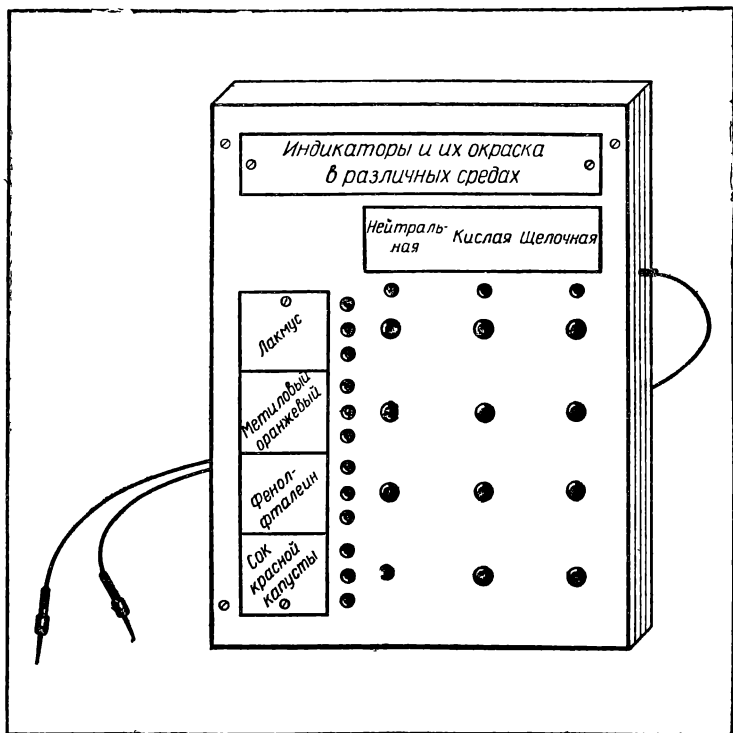 Индикаторы и их окраска
в различных средах
Нейтраль-
ная
Кислая
Щелочная
Лакмус
Метиловый
оранжевый
Фенол-
фталеин
Сок
красной
капусты